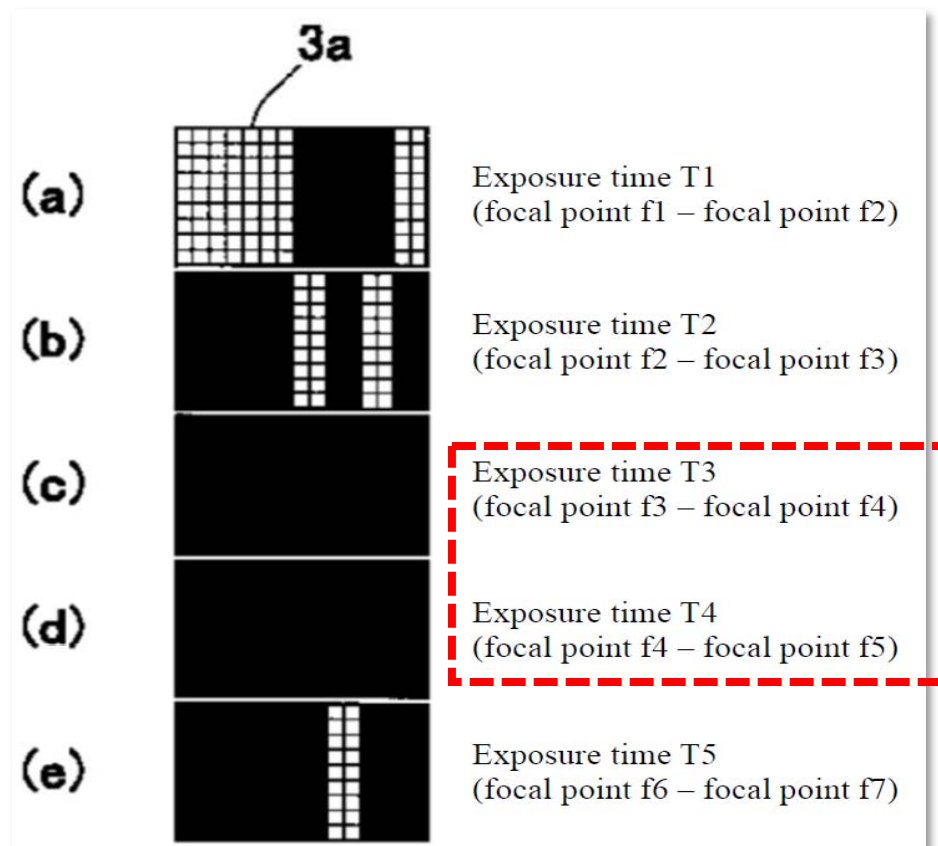 3a
(a)
Exposure time T1
(focal point f1 – focal point f2)
(b)
Exposure time T2
(focal point f2 – focal point f3)
(c)
Exposure time T3
(focal point f3 – focal point f4)
(d)
Exposure time T4
(focal point f4 – focal point f5)
(e)
Exposure time T5
(focal point f6 – focal point f7)